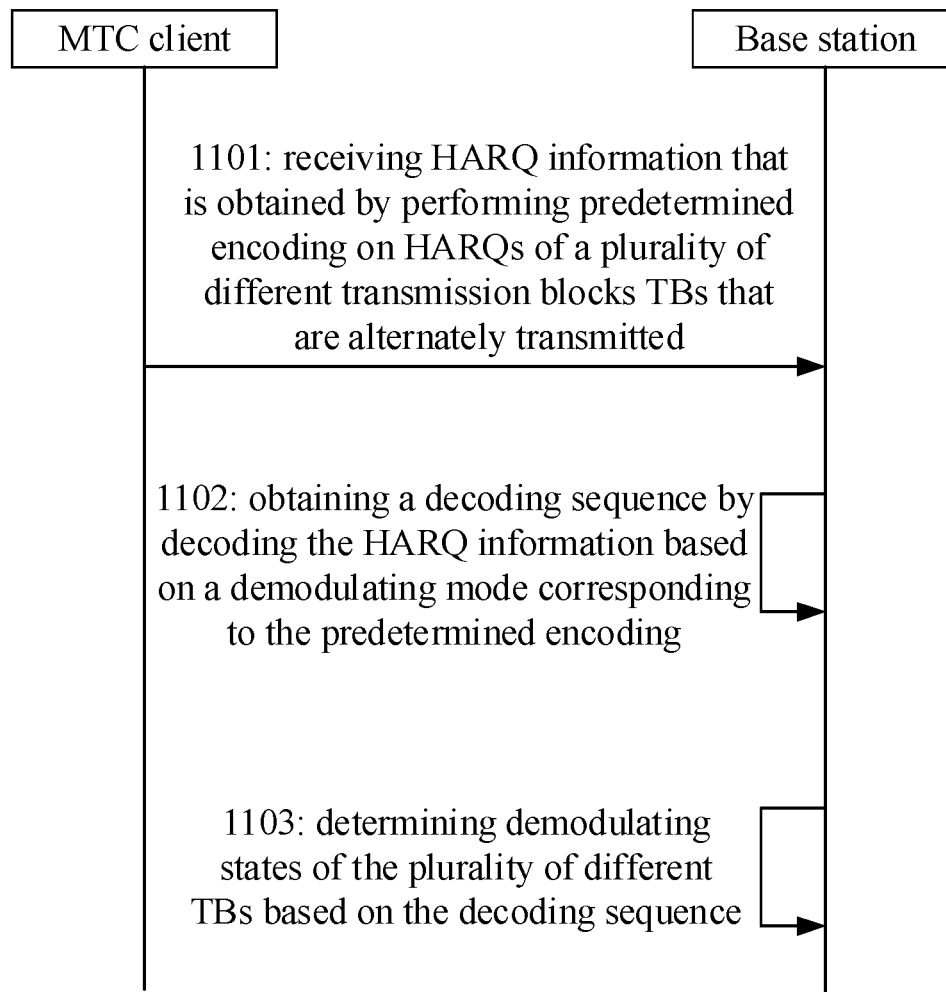 MTC client
Base station
1101: receiving HARQ information that
is obtained by performing predetermined
encoding on HARQs of a plurality of
different transmission blocks TBs that
are alternately transmitted
1102: obtaining a decoding sequence by
decoding the HARQ information based
on a demodulating mode corresponding
to the predetermined encoding
1103: determining demodulating
states of the plurality of different
TBs based on the decoding sequence